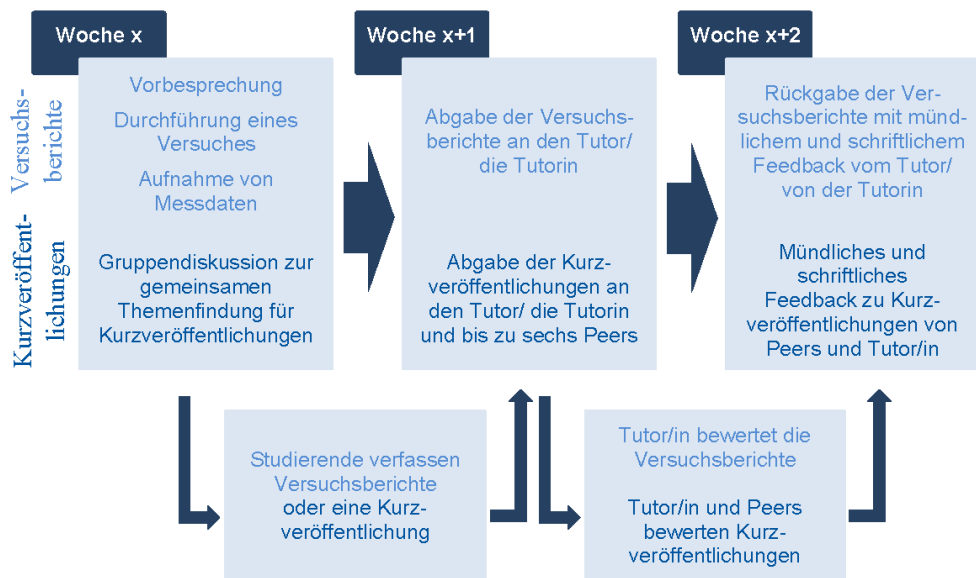 Woche x
Woche x+1
Woche x+2
Versuchs-
berichte
Kurzveröffent-
lichungen
Vorbesprechung
Durchführung eines
Versuches
Aufnahme von
Messdaten
Gruppendiskussion zur
gemeinsamen
Themenfindung für
Kurzveröffentlichungen
Abgabe der Versuchs-
berichte an den Tutor/
die Tutorin
Abgabe der Kurz-
veröffentlichungen an
den Tutor/ die Tutorin
und bis zu sechs Peers
Rückgabe der Ver-
suchsberichte mit münd-
lichem und schriftlichem
Feedback vom Tutor/
von der Tutorin
Mündliches und
schriftliches
Feedback zu Kurz-
veröffentlichungen von
Peers und Tutor/in
Studierende verfassen
Versuchsberichte
oder eine Kurz-
veröffentlichung
Tutor/in bewertet die
Versuchsberichte
Tutor/in und Peers
bewerten Kurz-
veröffentlichungen